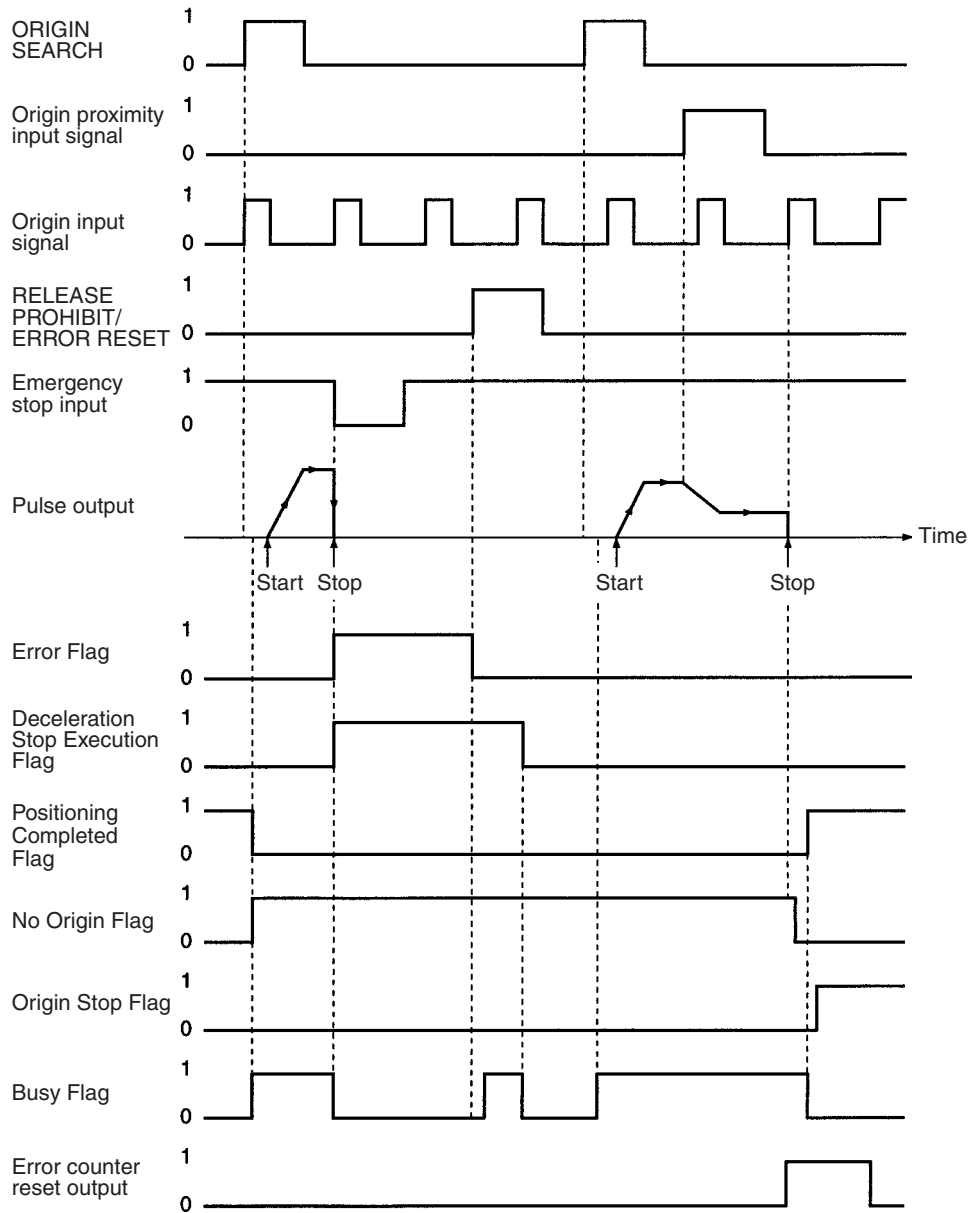 ORIGIN
SEARCH
1
0
Origin proximity
input signal
1
0
Origin input
signal
1
0
RELEASE
PROHIBIT/
ERROR RESET
1
0
Emergency
stop input
1
0
Pulse output
Time
Start Stop
Start
Stop
Error Flag
1
0
Deceleration
Stop Execution
Flag
1
0
Positioning
Completed
Flag
1
0
No Origin Flag
1
0
Origin Stop Flag
1
0
Busy Flag
1
0
Error counter
reset output
1
0